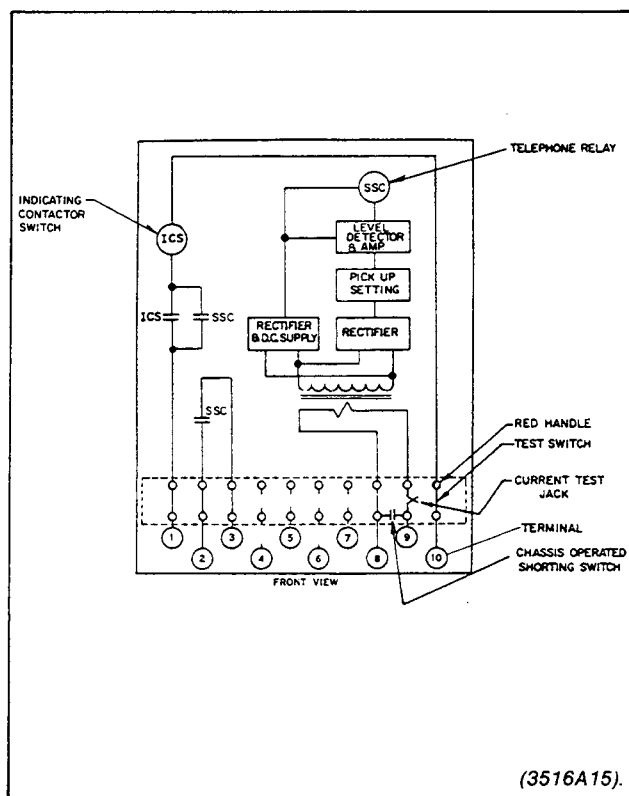 TELEPHONE RELAY
SSC
INDICATING
CONTACTOR
SWITCH
ICS
LEVEL
DETECTOR
& AMP
PICK UP
SETTING
ICS
SSC
RECTIFIER
& D.C. SUPPLY
RECTIFIER
SSC
RED HANDLE
TEST SWITCH
CURRENT TEST
JACK
1
3
5
7
9
TERMINAL
2
4
6
8
10
CHASSIS OPERATED
SHORTING SWITCH
FRONT VIEW
(3516A15).